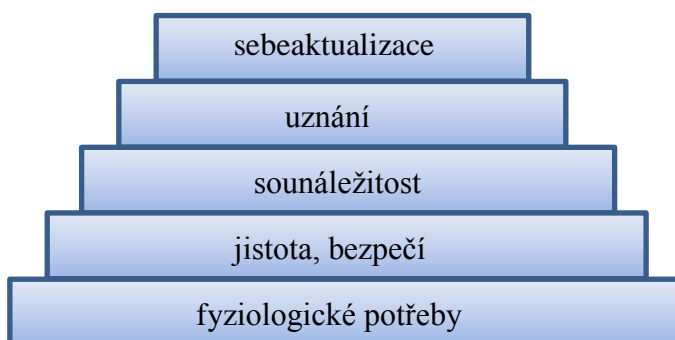 sebeaktualizace
uznání
sounáležitost
jistota, bezpečí
fyziologické potřeby